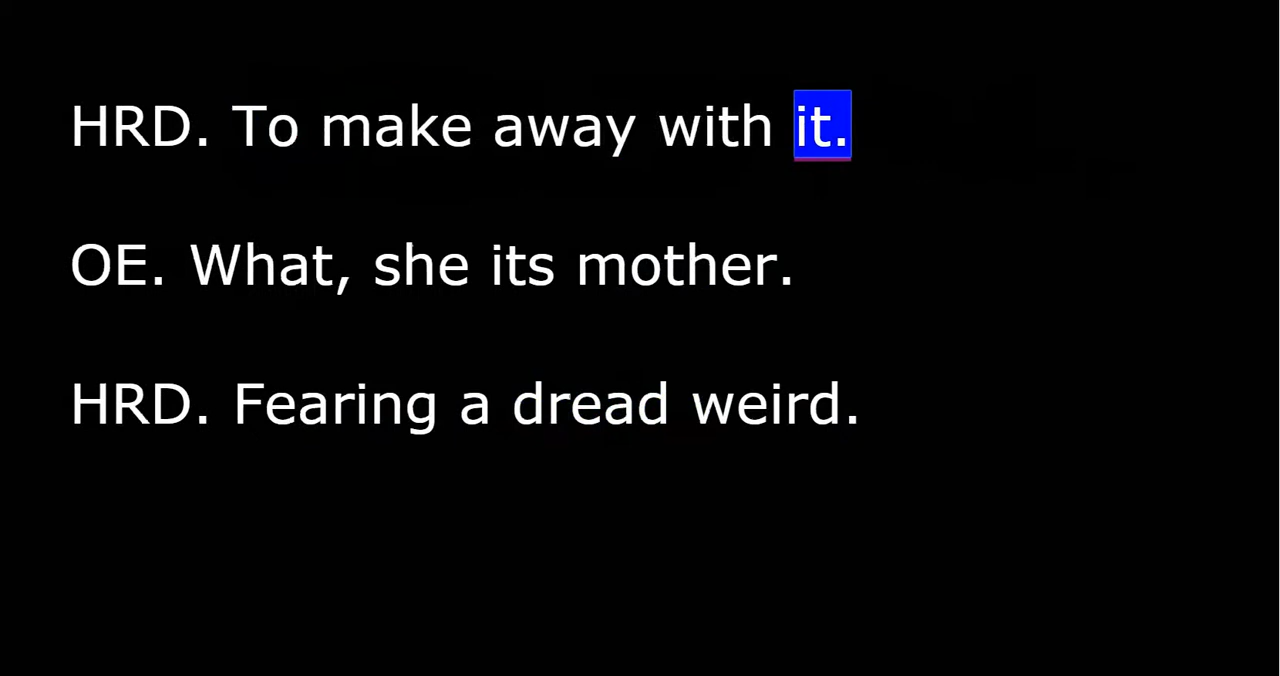 HRD. To make away with it.
OE. What, she its mother.
HRD. Fearing a dread weird.